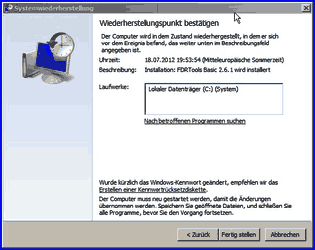 Systemwiederherstellung
Wiederherstellungspunkt bestätigen
Der Computer wird in dem Zustand wiederhergestellt, in dem er sich
vor dem Ereignis befand, das weiter unten im Beschreibungsfeld
angegeben ist.
Uhrzeit: 18.07.2012 19:53:54 (Mitteleuropäische Sommerzeit)
Beschreibung: Installation: FDRTools Basic 2.6.1 wird installiert
Laufwerke: Lokaler Datenträger (C:) (System)
Nach betroffenen Programmen suchen
Wurde kürzlich das Windows-Kennwort geändert, empfehlen wir das
Erstellen einer Kennwortrücksetzdiskette.
Der Computer muss neu gestartet werden, damit die Änderungen
übernommen werden. Speichern Sie geöffnete Dateien, und schließen Sie
alle Programme, bevor Sie den Vorgang fortsetzen.
< Zurück Fertig stellen Abbrechen